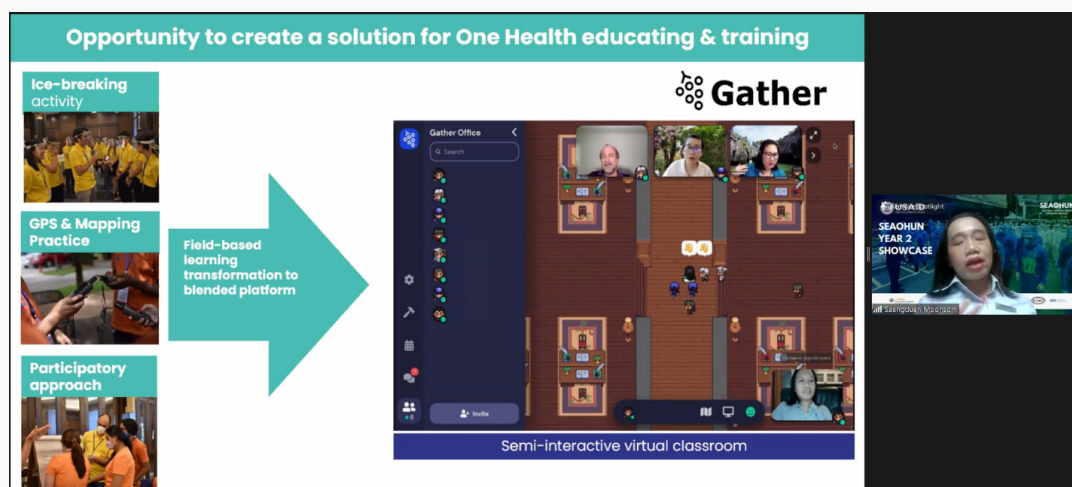 Opportunity to create a solution for One Health educating & training
Ice-breaking
activity
GPS & Mapping
Practice
Participatory
approach
Field-based
learning
transformation to
blended platform
Gather
Gather Office
Search
Invite
Semi-interactive virtual classroom
USAID
SEAOHUN
SEAOHUN
YEAR 2
SHOWCASE
Saengduen Moonsom